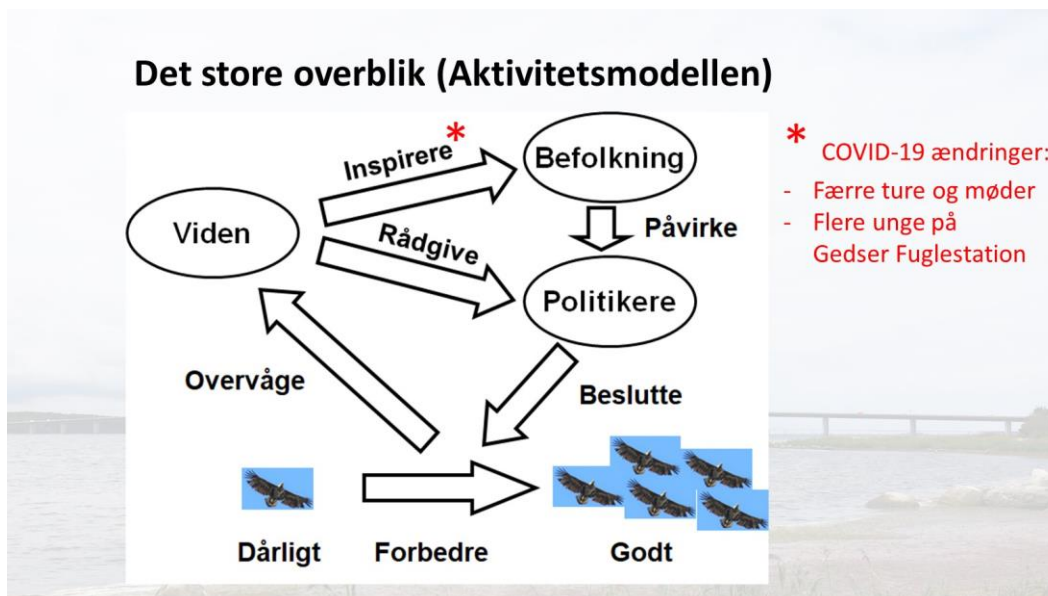 Det store overblik (Aktivitetsmodellen)
Inspirere*
Befolkning
* COVID-19 ændringer:
- Færre ture og møder
- Flere unge på
Gedser Fuglestation
Viden
Rådgive
Påvirke
Politikere
Overvåge
Beslutte
Dårligt
Forbedre
Godt